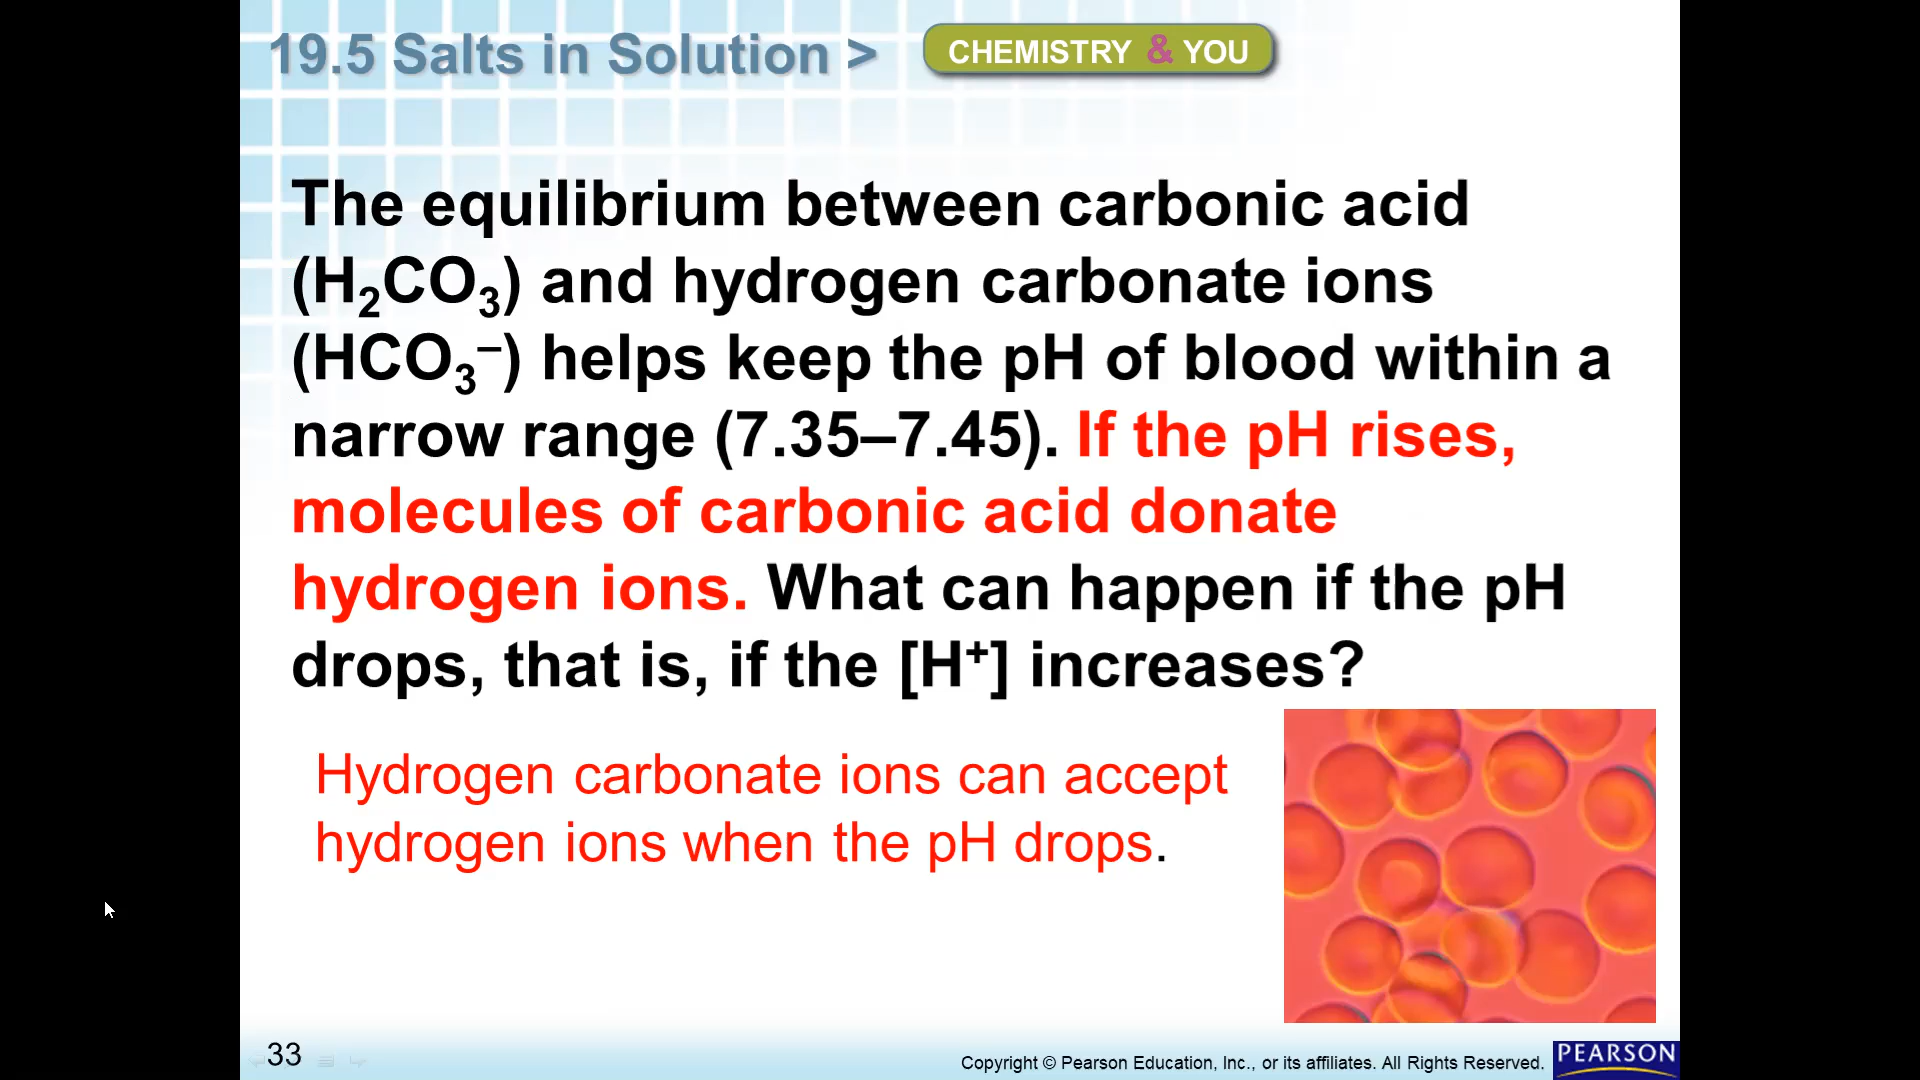 19.5 Salts in Solution >
CHEMISTRY & YOU
The equilibrium between carbonic acid
(H₂CO₃) and hydrogen carbonate ions
(HCO₃⁻) helps keep the pH of blood within a
narrow range (7.35–7.45). If the pH rises,
molecules of carbonic acid donate
hydrogen ions. What can happen if the pH
drops, that is, if the [H⁺] increases?
Hydrogen carbonate ions can accept
hydrogen ions when the pH drops.
33
Copyright © Pearson Education, Inc., or its affiliates. All Rights Reserved.
PEARSON